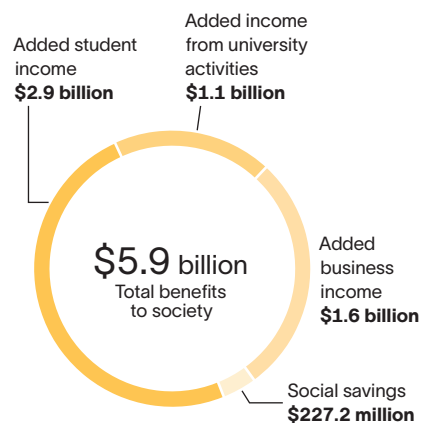 Added student
income
$2.9 billion
Added income
from university
activities
$1.1 billion
$5.9 billion
Total benefits
to society
Added
business
income
$1.6 billion
Social savings
$227.2 million